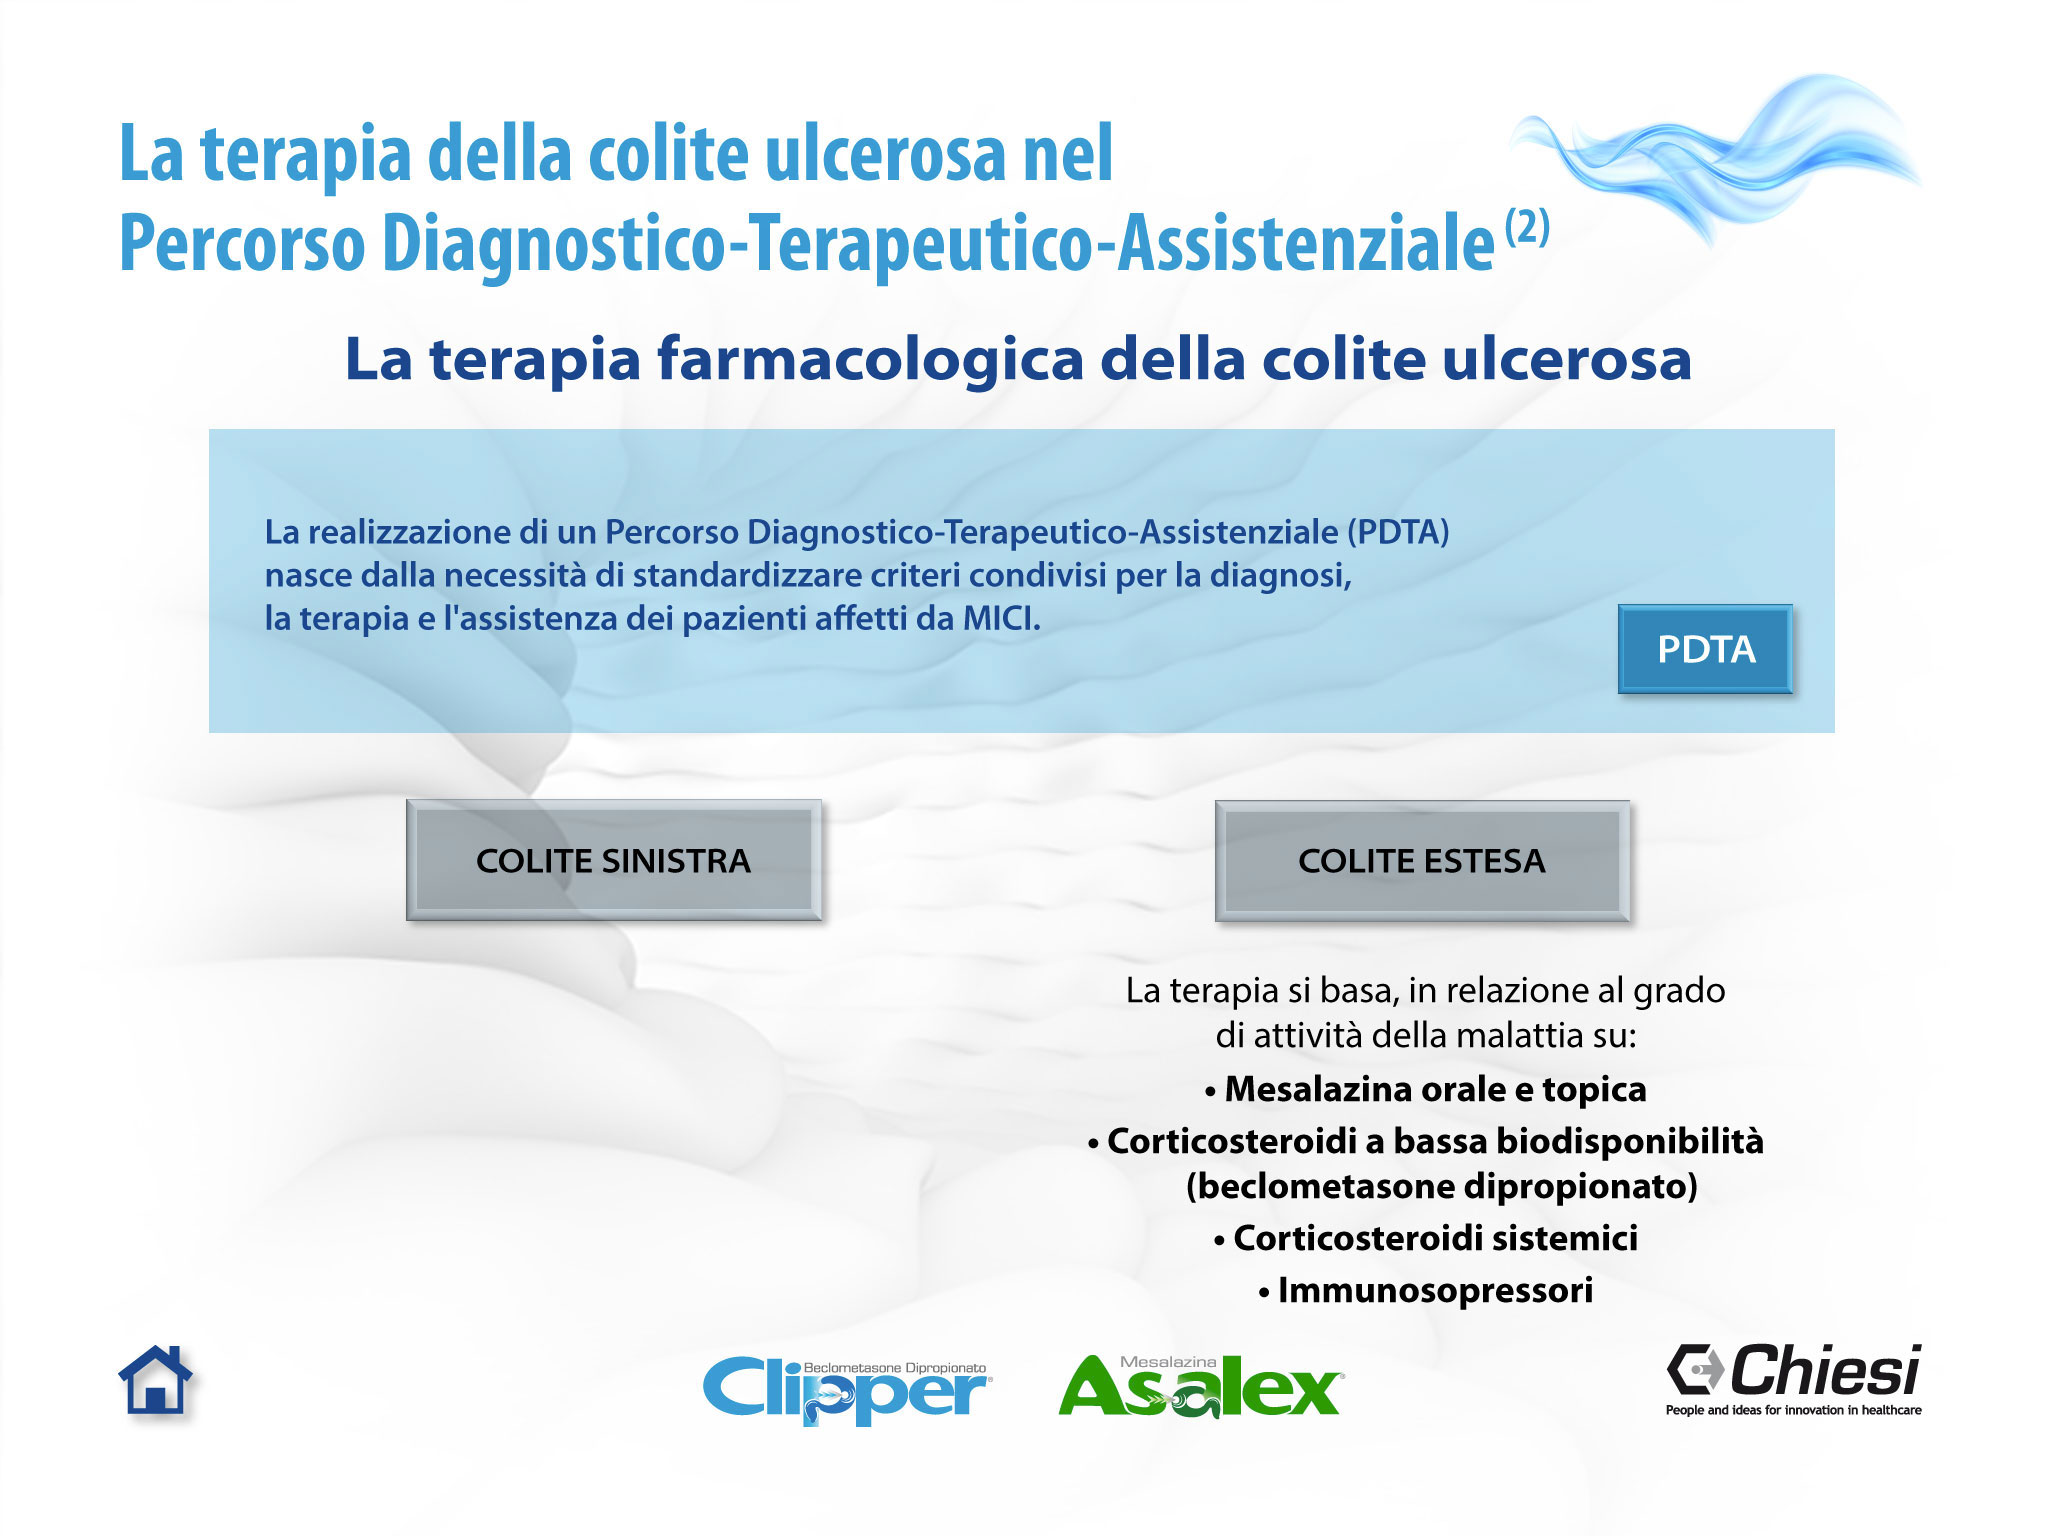 La terapia della colite ulcerosa nel
Percorso Diagnostico-Terapeutico-Assistenziale (2)
La terapia farmacologica della colite ulcerosa
La realizzazione di un Percorso Diagnostico-Terapeutico-Assistenziale (PDTA)
nasce dalla necessità di standardizzare criteri condivisi per la diagnosi,
la terapia e l'assistenza dei pazienti affetti da MICI.
PDTA
COLITE SINISTRA
COLITE ESTESA
La terapia si basa, in relazione al grado
di attività della malattia su:
• Mesalazina orale e topica
• Corticosteroidi a bassa biodisponibilità
(beclometasone dipropionato)
• Corticosteroidi sistemici
• Immunosopressori
Beclometasone Dipropionato
Clipper®
Mesalazina
Asalex®
Chiesi
People and ideas for innovation in healthcare